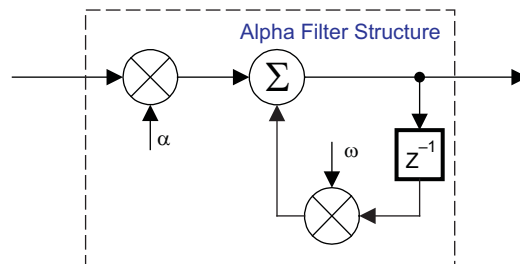 Alpha Filter Structure
Σ
α
ω
Z⁻¹